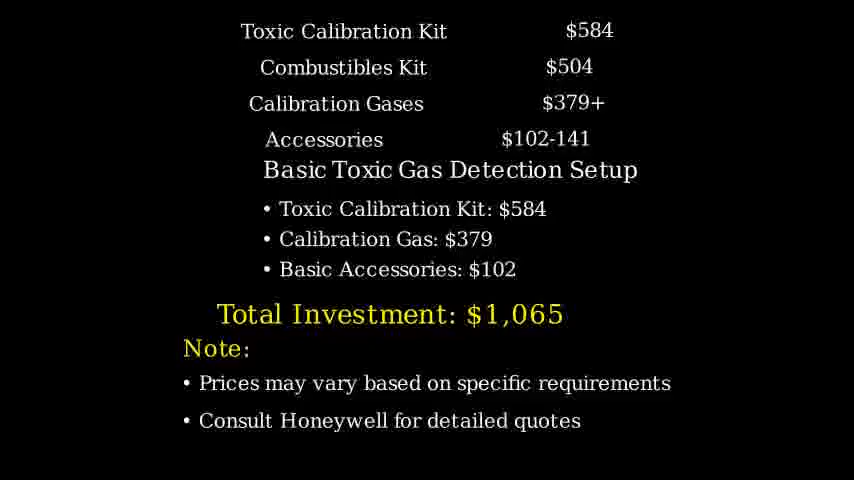 Toxic Calibration Kit $584
Combustibles Kit $504
Calibration Gases $379+
Accessories $102-141
Basic Toxic Gas Detection Setup
• Toxic Calibration Kit: $584
• Calibration Gas: $379
• Basic Accessories: $102
Total Investment: $1,065
Note:
• Prices may vary based on specific requirements
• Consult Honeywell for detailed quotes